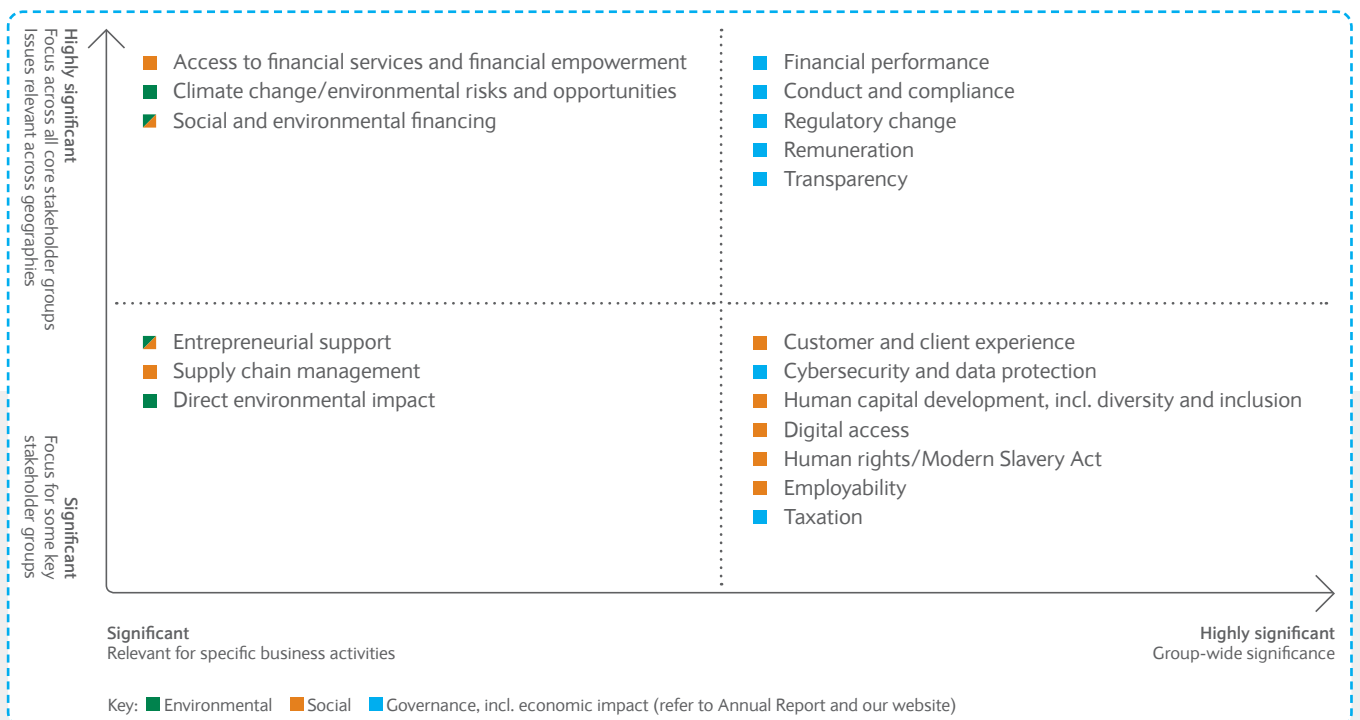 Highly significant
Focus across all core stakeholder groups
Issues relevant across geographies
Access to financial services and financial empowerment
Climate change/environmental risks and opportunities
Social and environmental financing
Financial performance
Conduct and compliance
Regulatory change
Remuneration
Transparency
Significant
Focus for some key
stakeholder groups
Entrepreneurial support
Supply chain management
Direct environmental impact
Customer and client experience
Cybersecurity and data protection
Human capital development, incl. diversity and inclusion
Digital access
Human rights/Modern Slavery Act
Employability
Taxation
Significant
Relevant for specific business activities
Highly significant
Group-wide significance
Key: Environmental Social Governance, incl. economic impact (refer to Annual Report and our website)